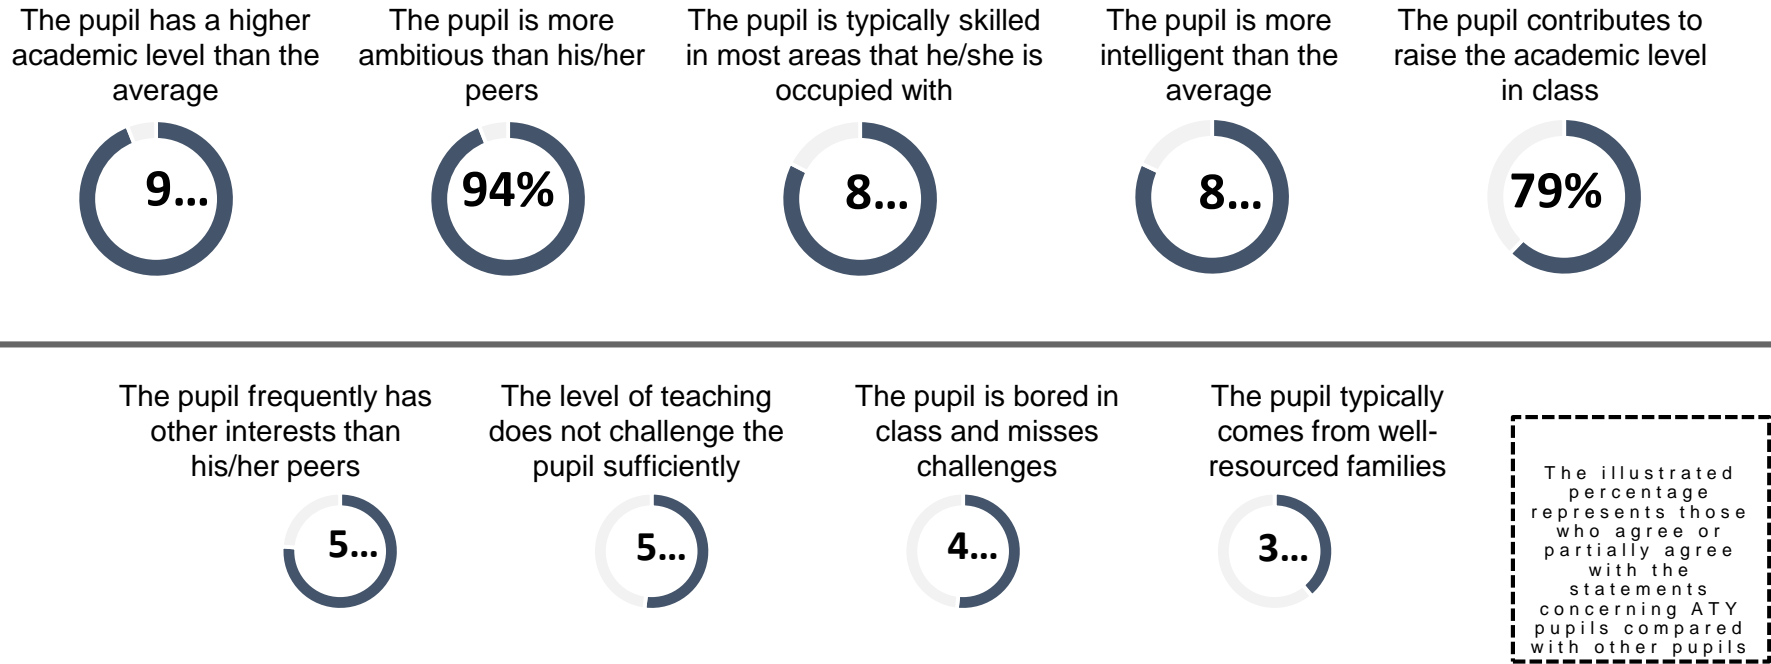 The pupil has a higher
academic level than the
average
9...
The pupil is more
ambitious than his/her
peers
94%
The pupil is typically skilled
in most areas that he/she is
occupied with
8...
The pupil is more
intelligent than the
average
8...
The pupil contributes to
raise the academic level
in class
79%
The pupil frequently has
other interests than
his/her peers
5...
The level of teaching
does not challenge the
pupil sufficiently
5...
The pupil is bored in
class and misses
challenges
4...
The pupil typically
comes from well-
resourced families
3...
The illustrated
percentage
represents those
who agree or
partially agree
with the
statements
concerning ATY
pupils compared
with other pupils